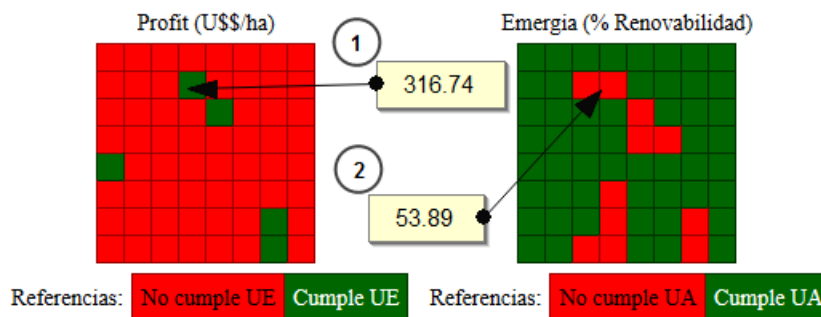 Profit (U$$/ha)
Emergia (% Renovabilidad)
1
316.74
2
53.89
Referencias: No cumple UE Cumple UE
Referencias: No cumple UA Cumple UA